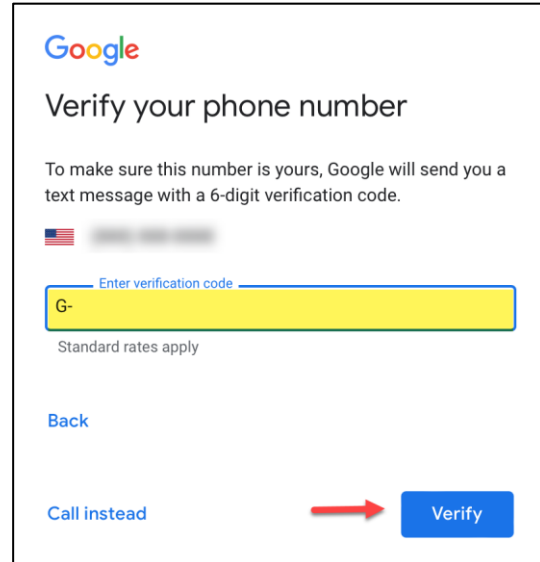 Google
Verify your phone number
To make sure this number is yours, Google will send you a
text message with a 6-digit verification code.
Enter verification code
G-
Standard rates apply
Back
Call instead
Verify